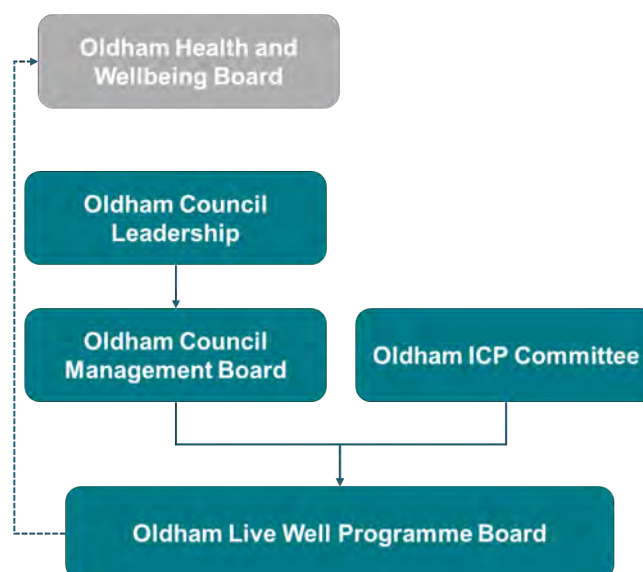 Oldham Health and
Wellbeing Board
Oldham Council
Leadership
Oldham Council
Management Board
Oldham ICP Committee
Oldham Live Well Programme Board